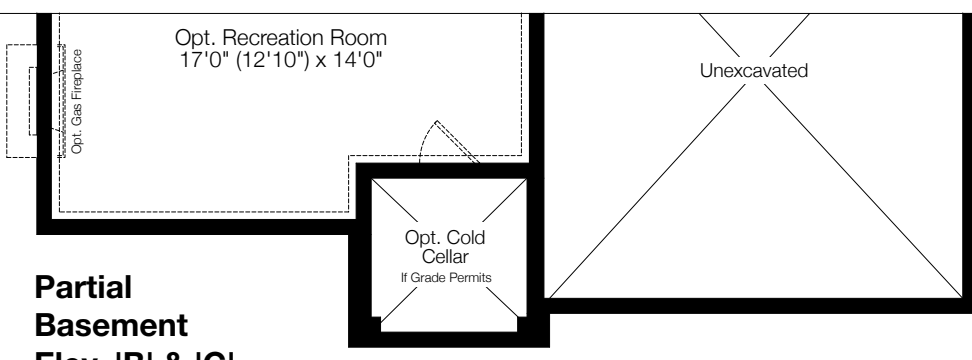 Opt. Recreation Room
17'0" (12'10") x 14'0"
Opt. Gas Fireplace
Unexcavated
Opt. Cold
Cellar
If Grade Permits
Partial
Basement
Elev. 'B' & 'C'